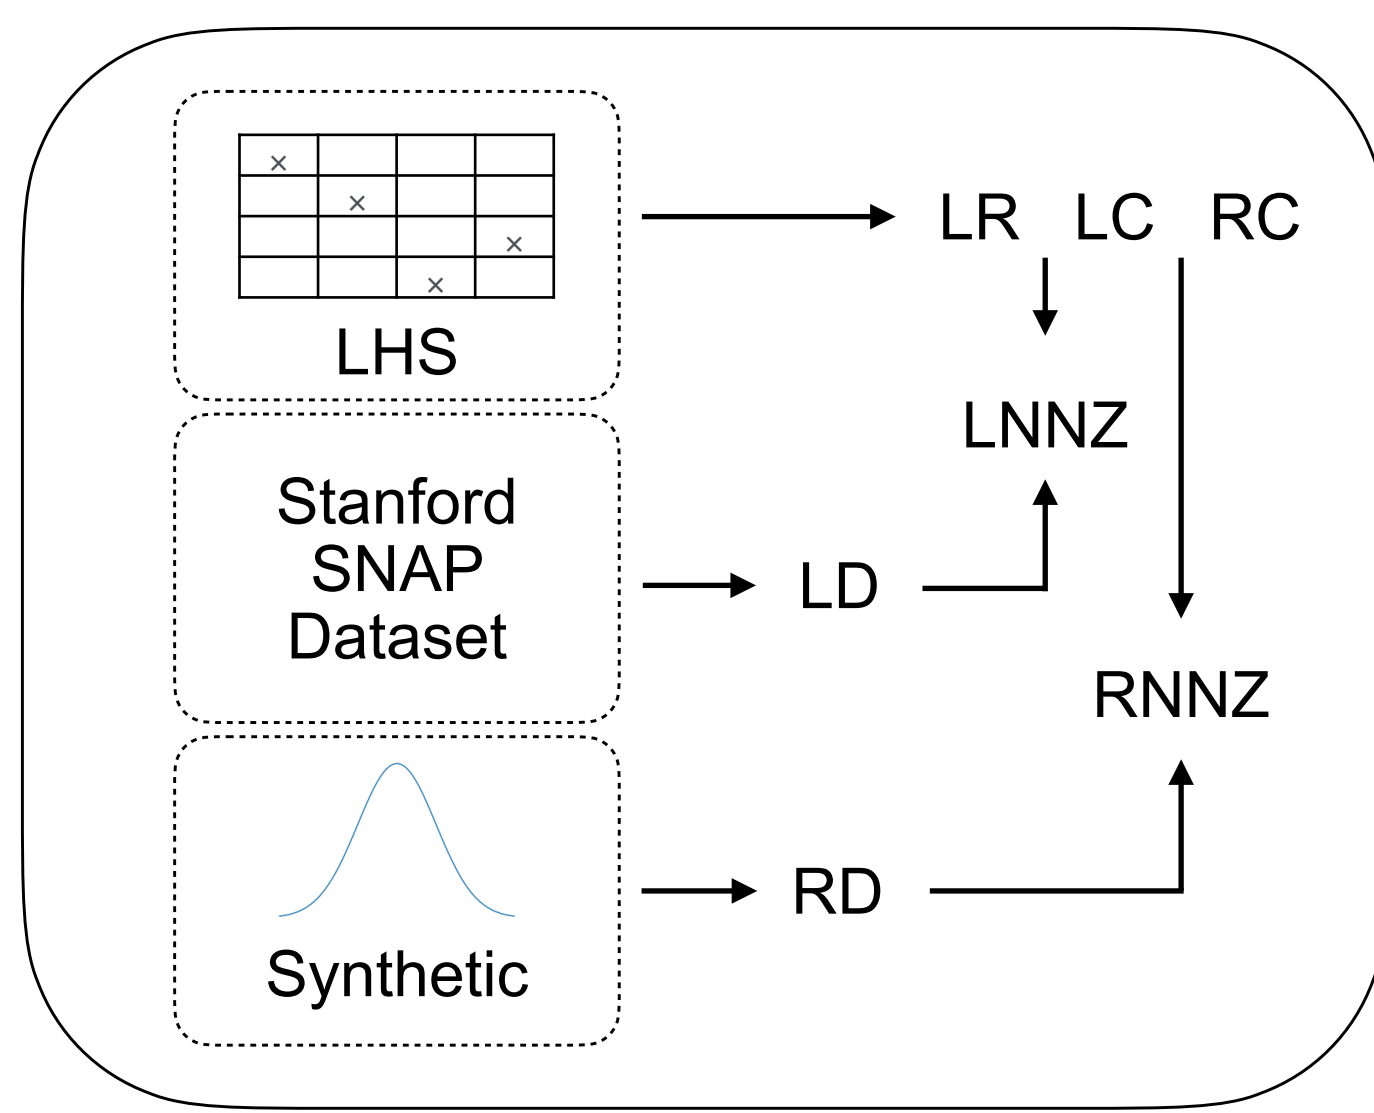 LHS
LR LC RC
LNNZ
Stanford
SNAP
Dataset
LD
RNNZ
Synthetic
RD